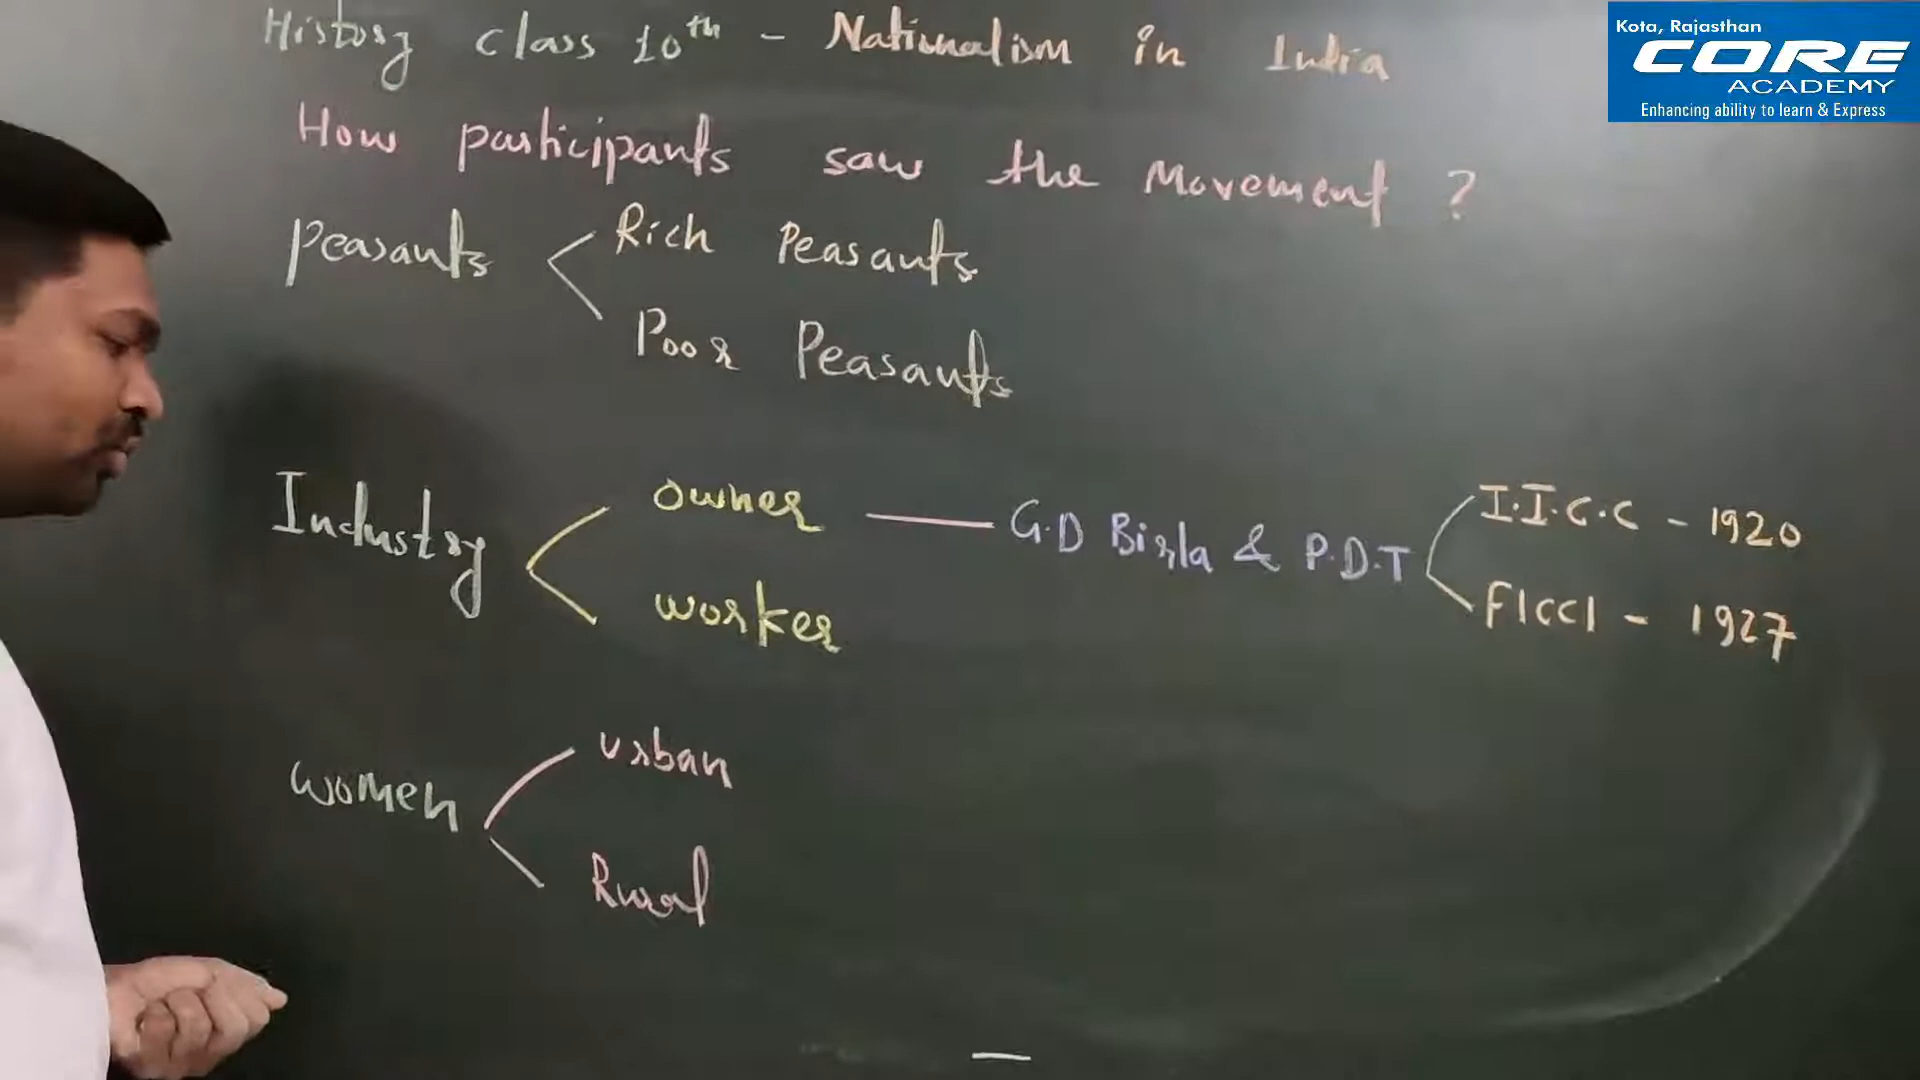 History class 10th - Nationalism in India
How participants saw the Movement ?
Peasants
Rich Peasants
Poor Peasants
Industry
owner
G.D Birla & P.D.T
I.I.C.C - 1920
FICCI - 1927
worker
women
urban
Rural
Kota, Rajasthan
CORE
ACADEMY
Enhancing ability to learn & Express